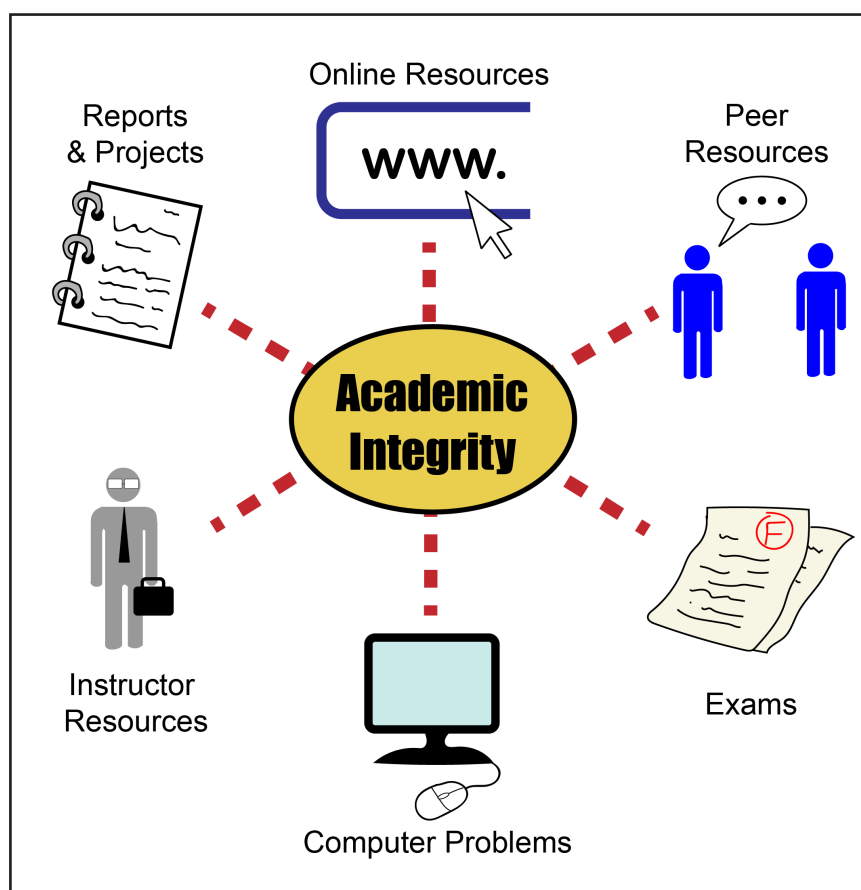 Online Resources
www.
Reports
& Projects
Peer
Resources
...
Academic
Integrity
F
Instructor
Resources
Exams
Computer Problems